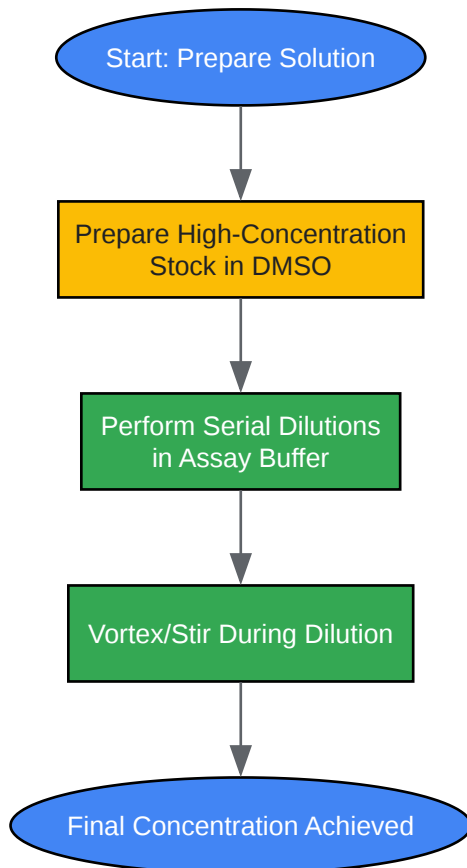 Start: Prepare Solution
Prepare High-Concentration
Stock in DMSO
Perform Serial Dilutions
in Assay Buffer
Vortex/Stir During Dilution
Final Concentration Achieved